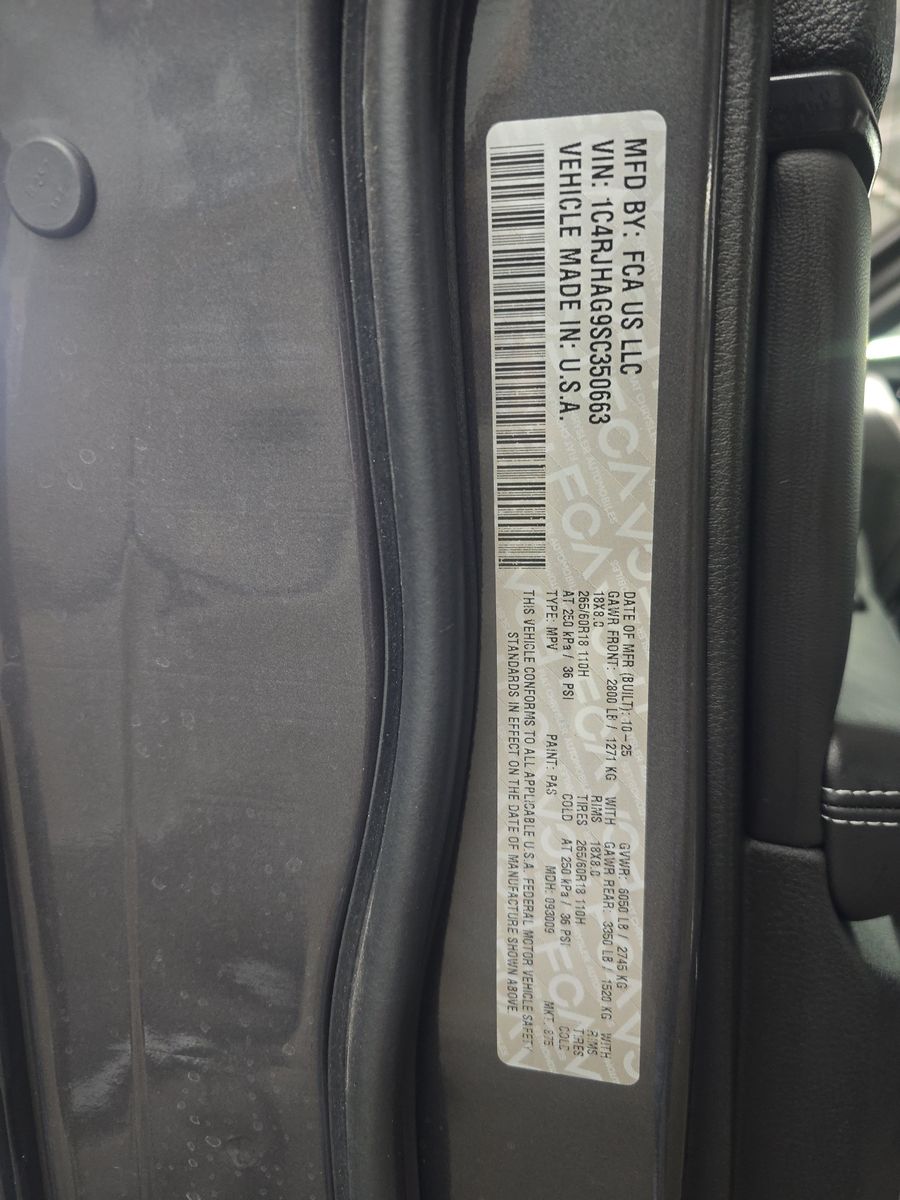 MFD BY: FCA US LLC
VIN: 1C4RJHAG9SC350663
VEHICLE MADE IN: U.S.A.
DATE OF MFR (BUILT): 10-25 GVWR: 6050 LB / 2745 KG
GAWR FRONT: 2800 LB / 1271 KG WITH GAWR REAR: 3350 LB / 1520 KG WITH
18X8.0 RIMS 18X8.0 RIMS
265/60R18 110H TIRES 265/60R18 110H TIRES
AT 250 kPa / 36 PSI COLD AT 250 kPa / 36 PSI COLD
TYPE: MPV PAINT: PAS MDH: 093009 MKT:
THIS VEHICLE CONFORMS TO ALL APPLICABLE U.S.A. FEDERAL MOTOR VEHICLE SAFETY
STANDARDS IN EFFECT ON THE DATE OF MANUFACTURE SHOWN ABOVE